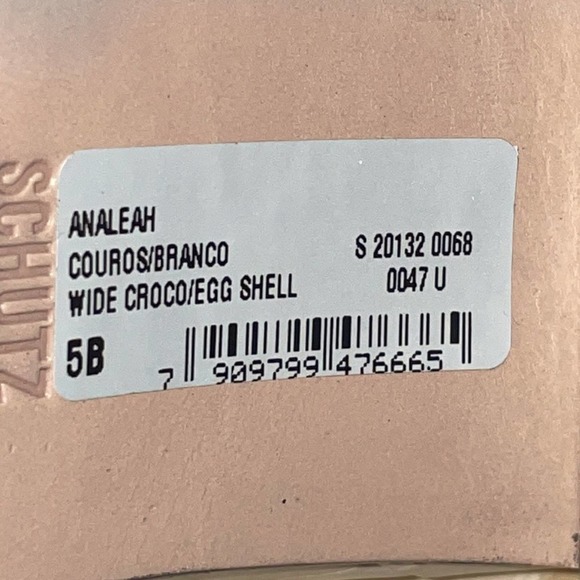 SCHUTZ
ANALEAH
COUROS/BRANCO
WIDE CROCO/EGG SHELL
S 20132 0068
0047 U
5B
7 909799 476665